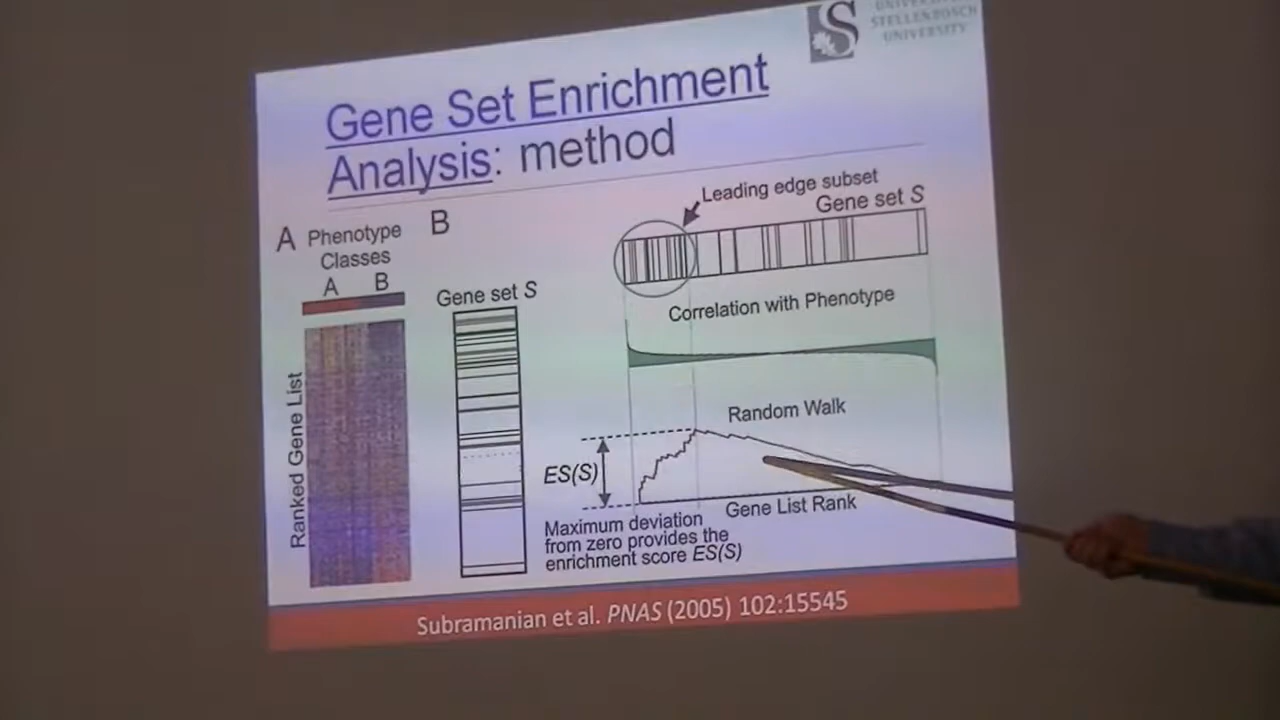 UNIVERSITY
STELLENBOSCH
UNIVERSITY
Gene Set Enrichment
Analysis: method
A Phenotype
Classes
A B
Ranked Gene List
B
Gene set S
Leading edge subset
Gene set S
Correlation with Phenotype
Random Walk
ES(S)
Gene List Rank
Maximum deviation
from zero provides the
enrichment score ES(S)
Subramanian et al. PNAS (2005) 102:15545